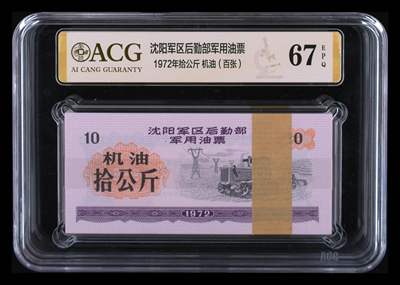 ACG
AI CANG GUARANTY
沈阳军区后勤部军用油票
1972年拾公斤 机油（百张）
67 EPQ
10
沈阳军区后勤部
军用油票
0
机油
拾公斤
1972
ACG